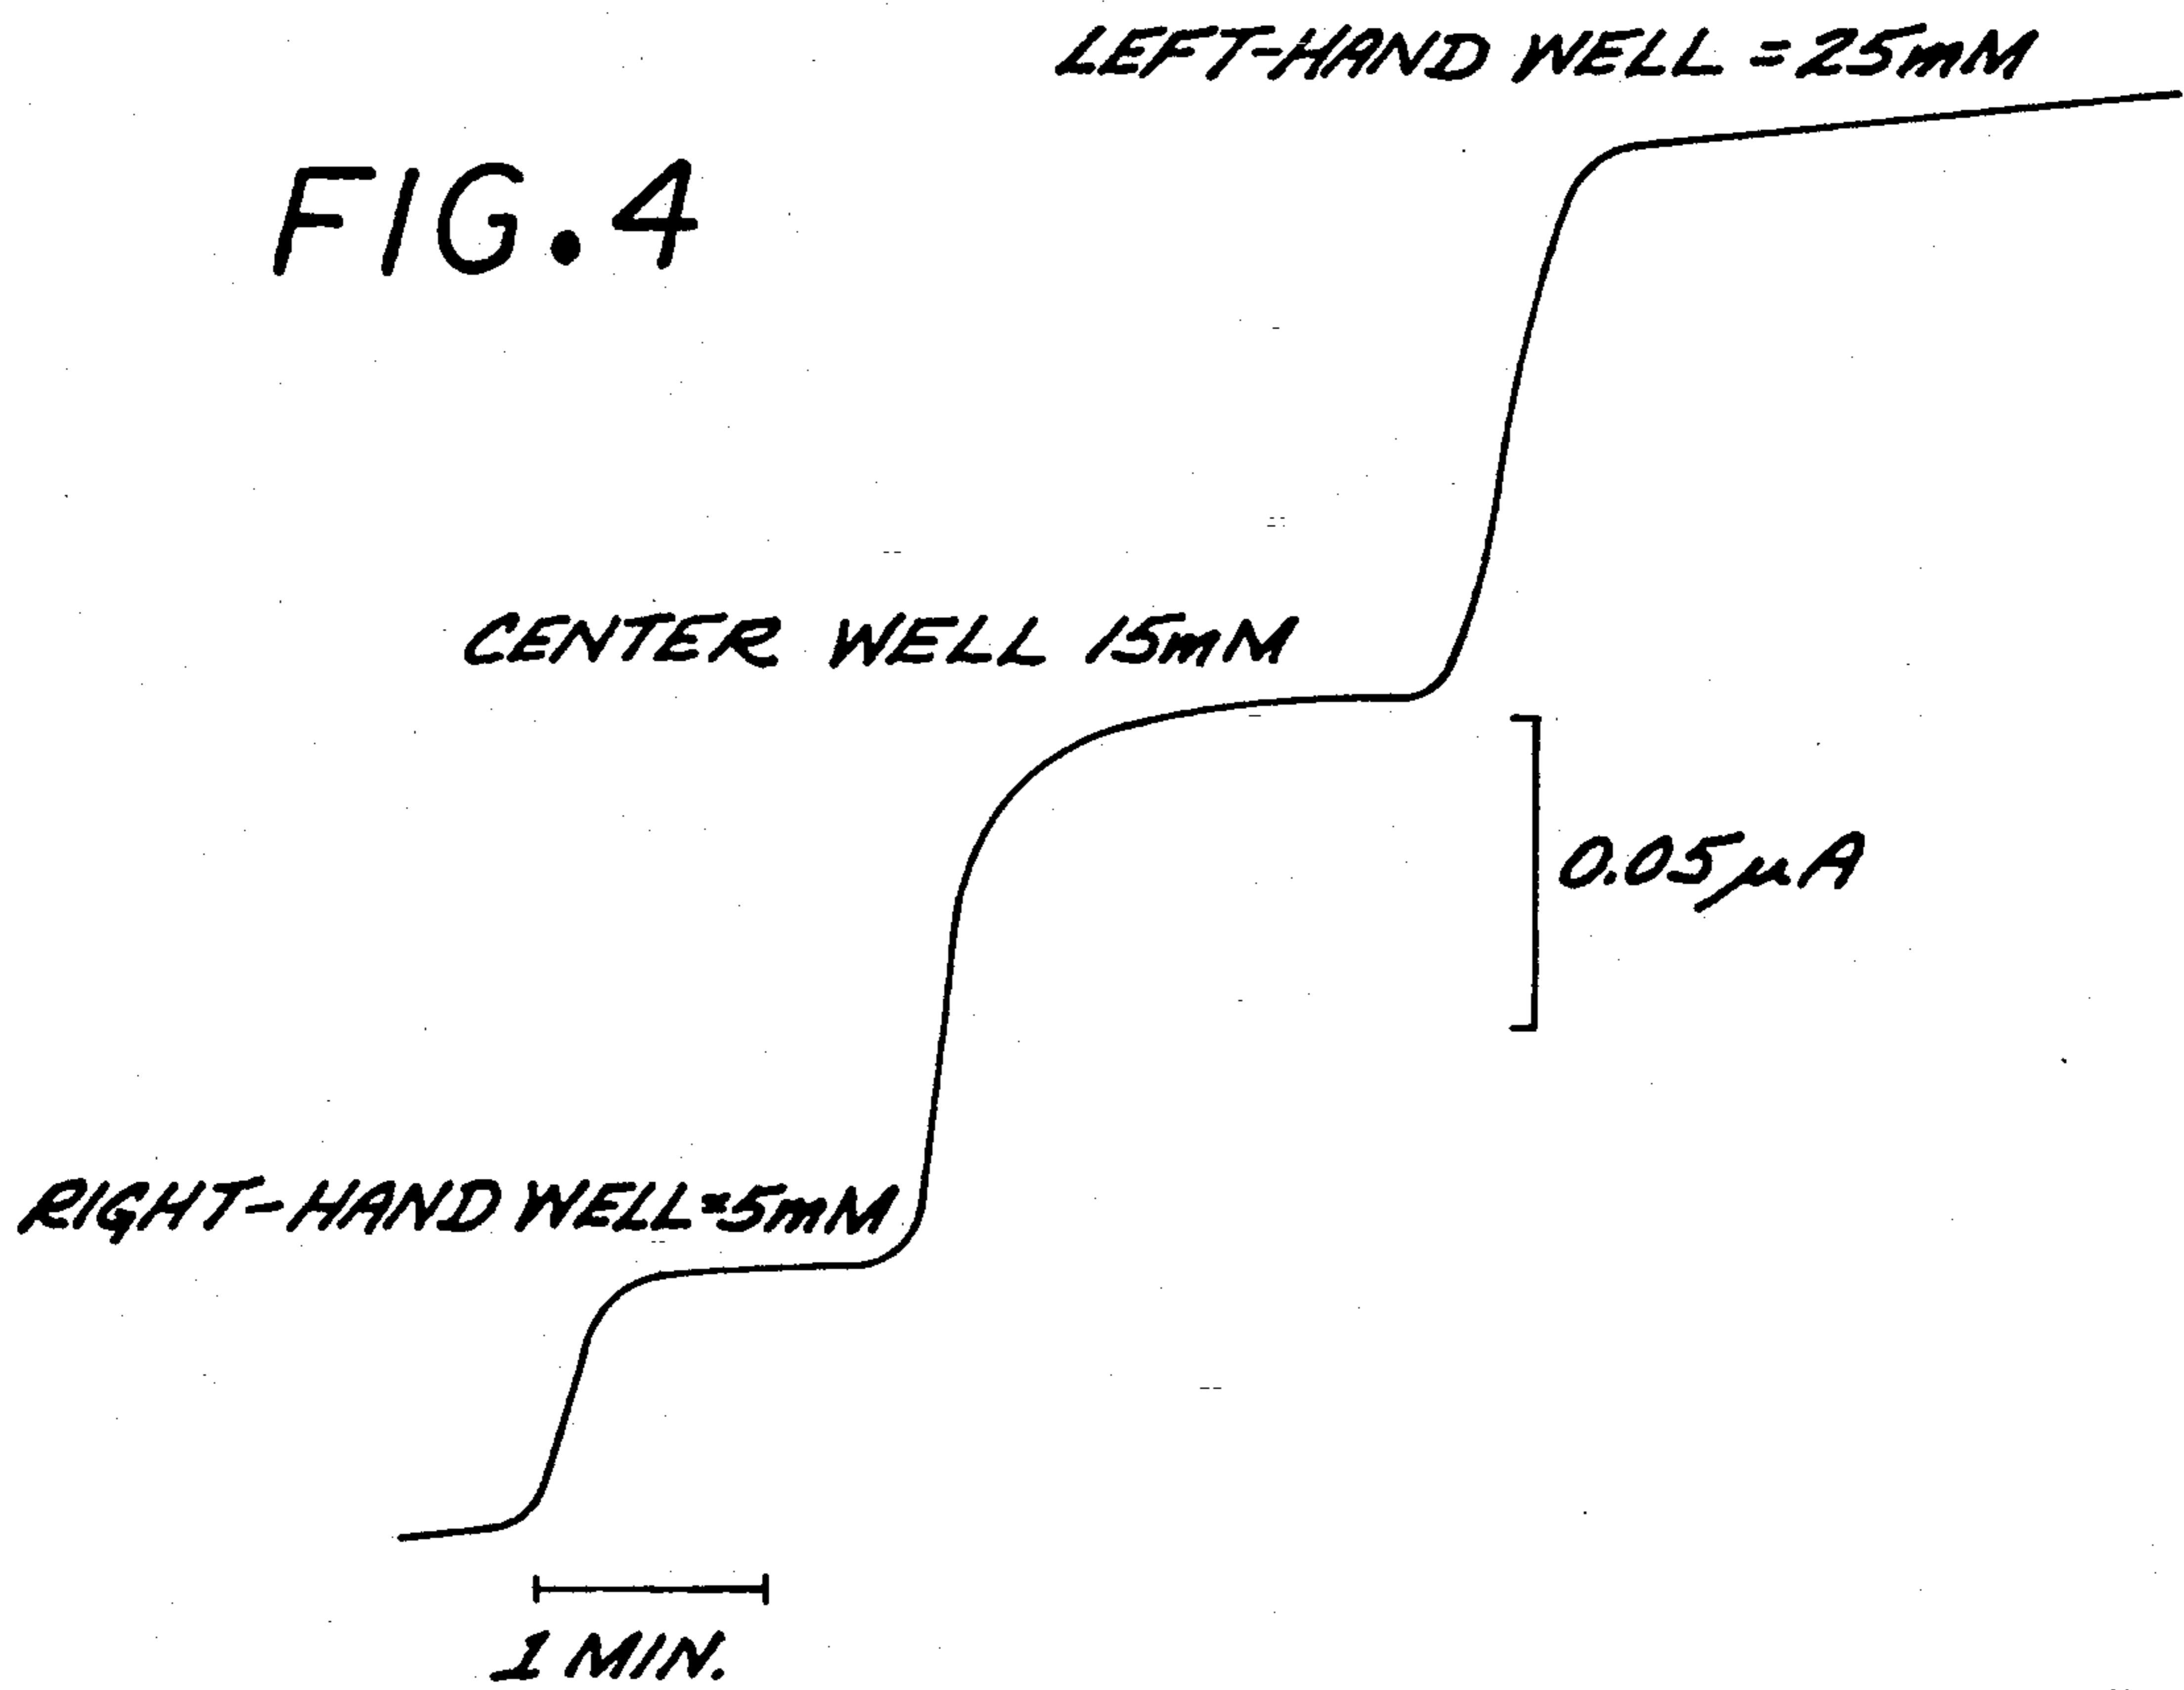 LEFT-HAND WELL = 25mM
FIG. 4
CENTER WELL 15mM
0.05μA
RIGHT-HAND WELL=5mM
1 MIN.